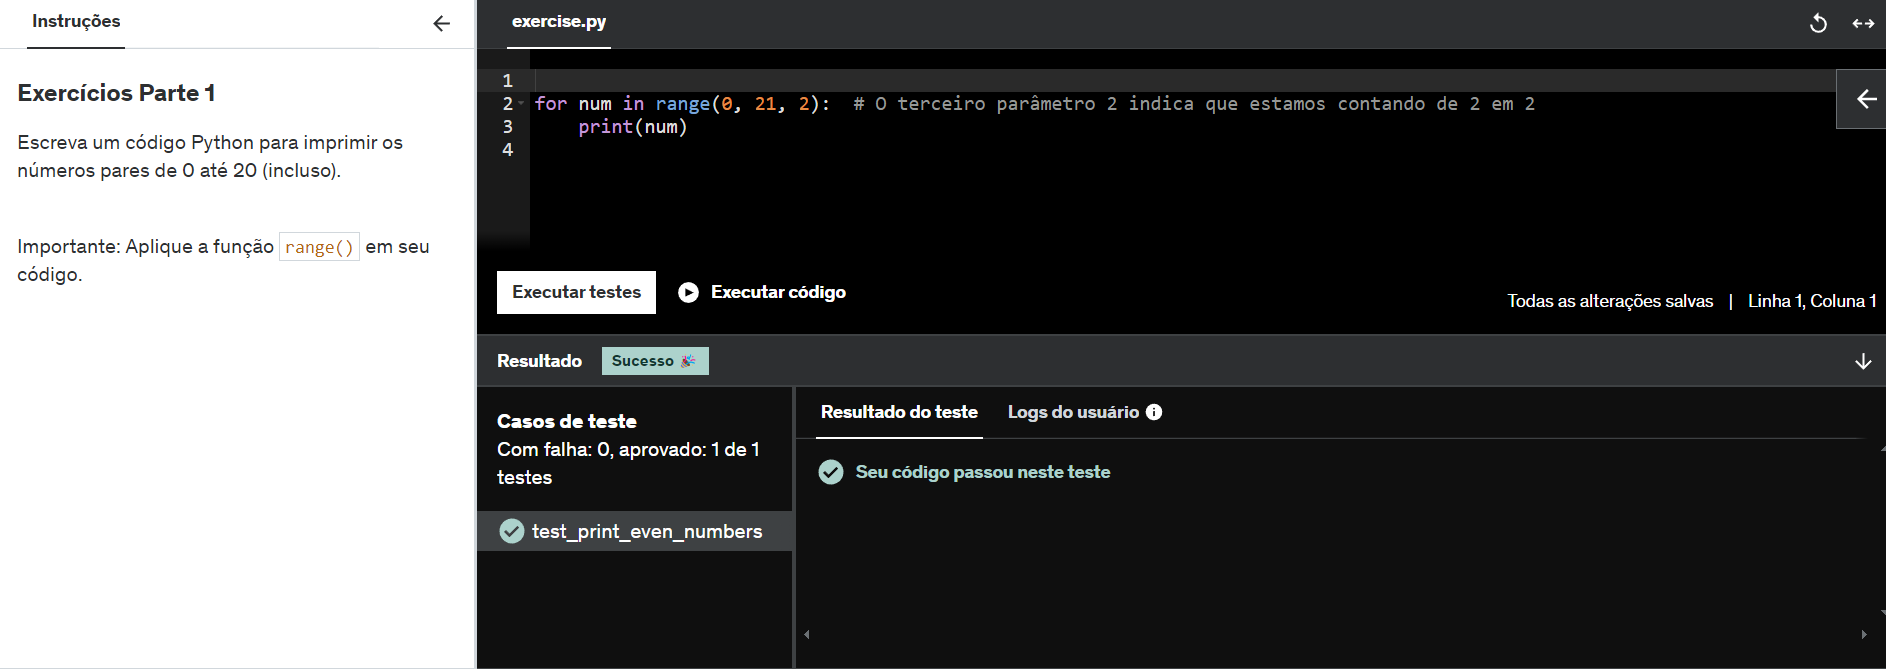 Instruções
Exercícios Parte 1
Escreva um código Python para imprimir os
números pares de 0 até 20 (incluso).
Importante: Aplique a função range() em seu
código.
exercise.py
1
2 for num in range(0, 21, 2):  # O terceiro parâmetro 2 indica que estamos contando de 2 em 2
3     print(num)
4
Executar testes Executar código
Todas as alterações salvas | Linha 1, Coluna 1
Resultado Sucesso 🎉
Casos de teste
Com falha: 0, aprovado: 1 de 1
testes
test_print_even_numbers
Resultado do teste Logs do usuário
Seu código passou neste teste